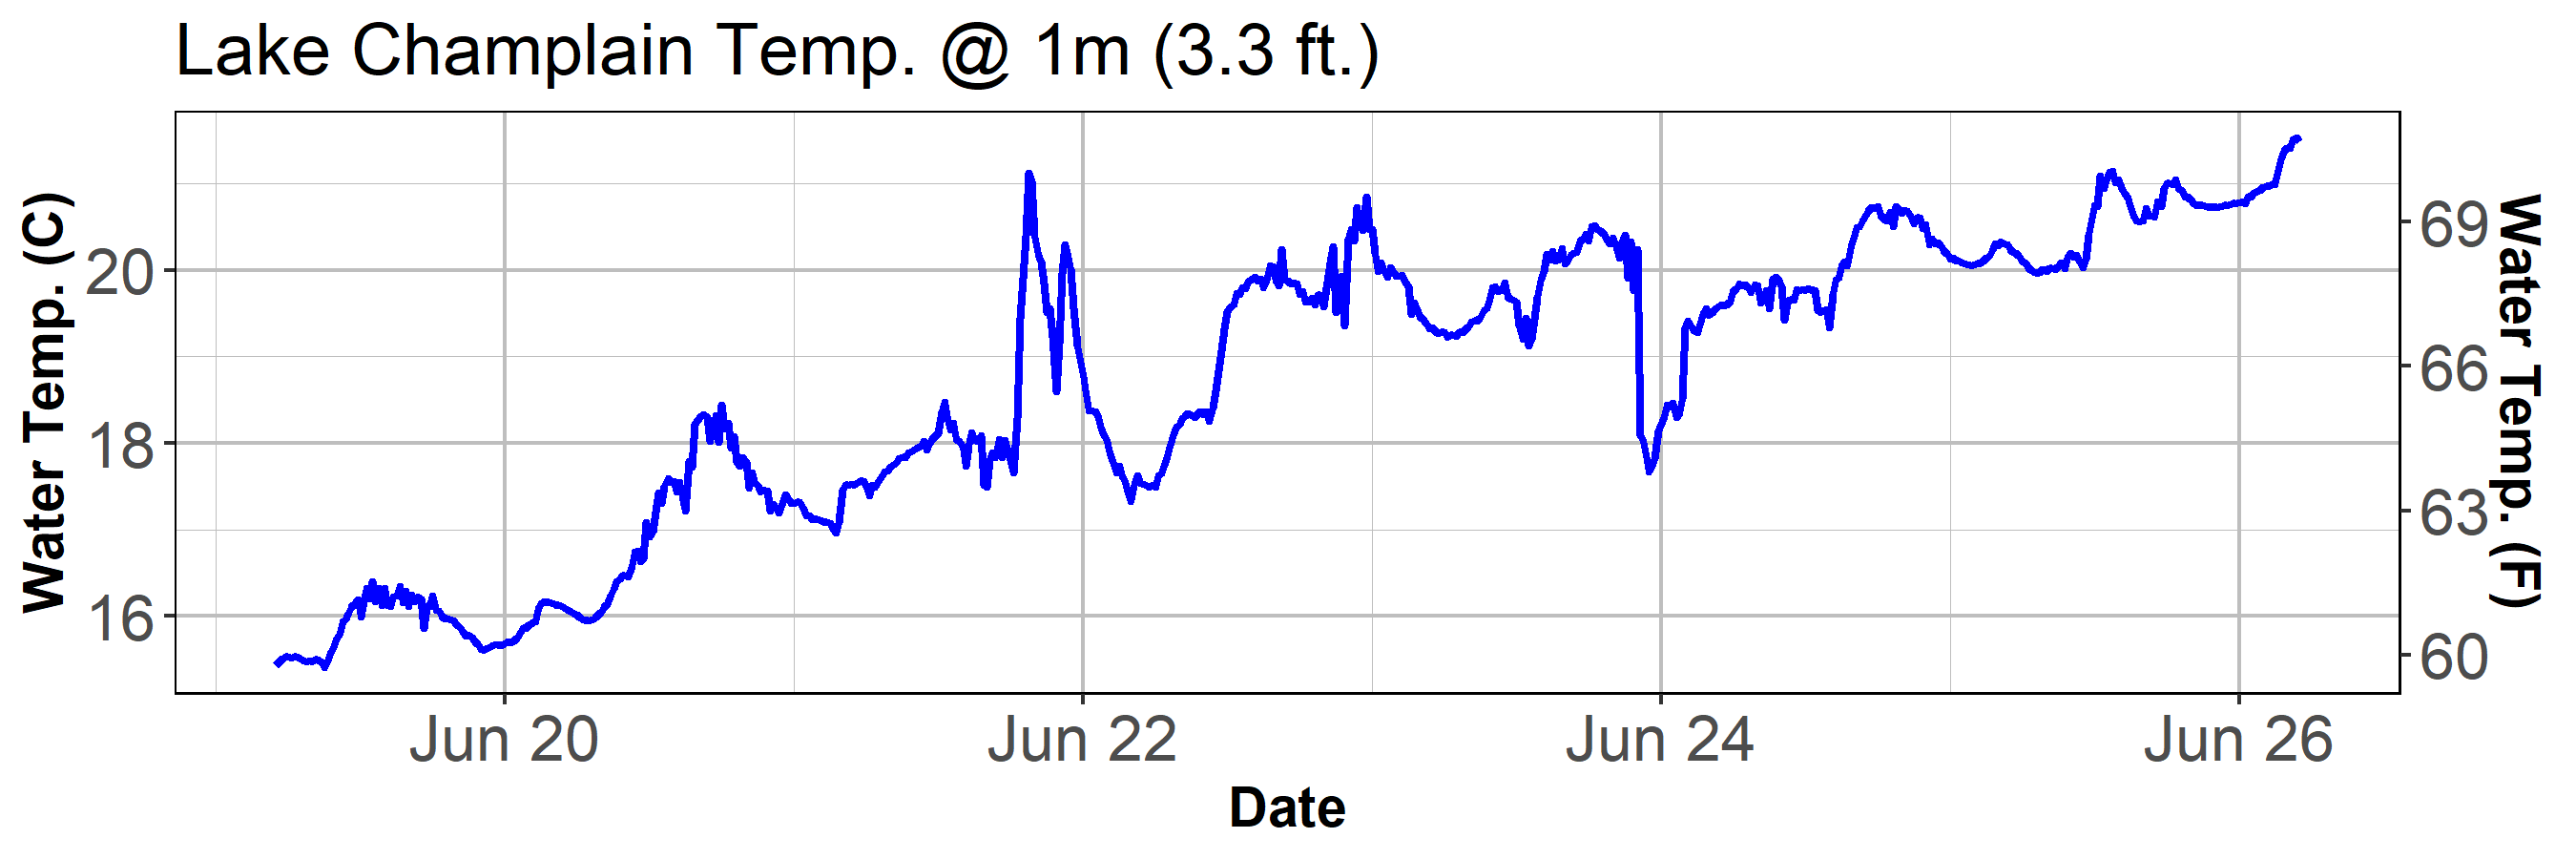 Lake Champlain Temp. @ 1m (3.3 ft.)
Water Temp. (C)
20
18
16
69
66
63
60
Water Temp. (F)
Jun 20 Jun 22 Jun 24 Jun 26
Date